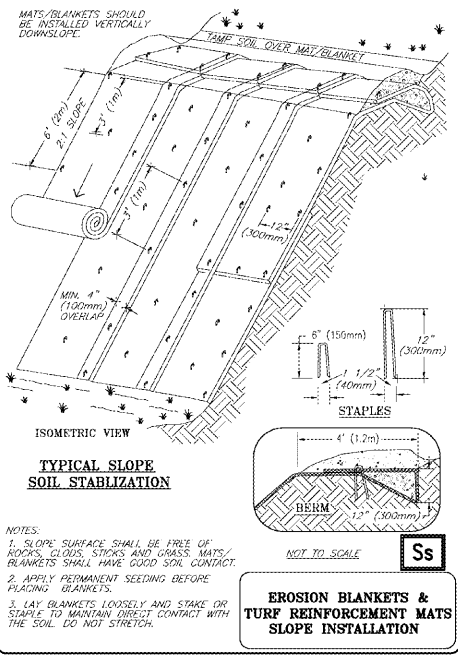 MATS/BLANKETS SHOULD
BE INSTALLED VERTICALLY
DOWNSLOPE.
TAMP SOIL OVER MAT/BLANKET
6' (2m)
2:1 SLOPE
3' (1m)
3' (1m)
12"
(300mm)
MIN. 4"
(100mm)
OVERLAP
6" (150mm)
12"
(300mm)
1 1/2"
(40mm)
STAPLES
ISOMETRIC VIEW
TYPICAL SLOPE
SOIL STABLIZATION
4' (1.2m)
BERM
12" (300mm)
NOTES:
1. SLOPE SURFACE SHALL BE FREE OF
ROCKS, CLODS, STICKS AND GRASS. MATS/
BLANKETS SHALL HAVE GOOD SOIL CONTACT.
2. APPLY PERMANENT SEEDING BEFORE
PLACING BLANKETS.
3. LAY BLANKETS LOOSELY AND STAKE OR
STAPLE TO MAINTAIN DIRECT CONTACT WITH
THE SOIL. DO NOT STRETCH.
NOT TO SCALE
Ss
EROSION BLANKETS &
TURF REINFORCEMENT MATS
SLOPE INSTALLATION